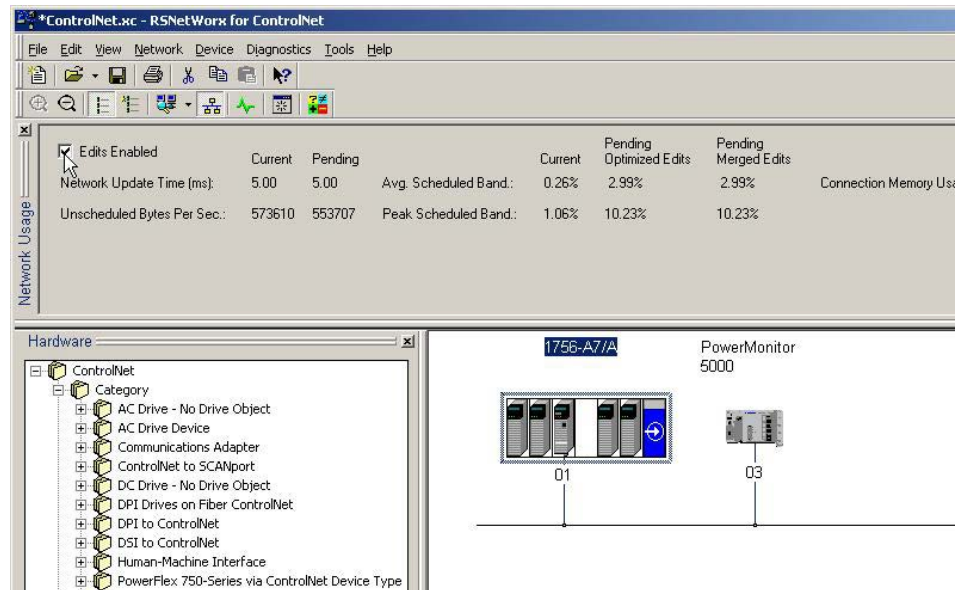 *ControlNet.xc - RSNetWorx for ControlNet
File Edit View Network Device Diagnostics Tools Help
Edits Enabled
Current Pending Current Pending Optimized Edits Pending Merged Edits
Network Update Time (ms): 5.00 5.00 Avg. Scheduled Band.: 0.26% 2.99% 2.99% Connection Memory Usa
Unscheduled Bytes Per Sec.: 573610 553707 Peak Scheduled Band.: 1.06% 10.23% 10.23%
Network Usage
Hardware
ControlNet
Category
AC Drive - No Drive Object
AC Drive Device
Communications Adapter
ControlNet to SCANport
DC Drive - No Drive Object
DPI Drives on Fiber ControlNet
DPI to ControlNet
DSI to ControlNet
Human-Machine Interface
PowerFlex 750-Series via ControlNet Device Type
1756-A7/A
PowerMonitor
5000
01
03